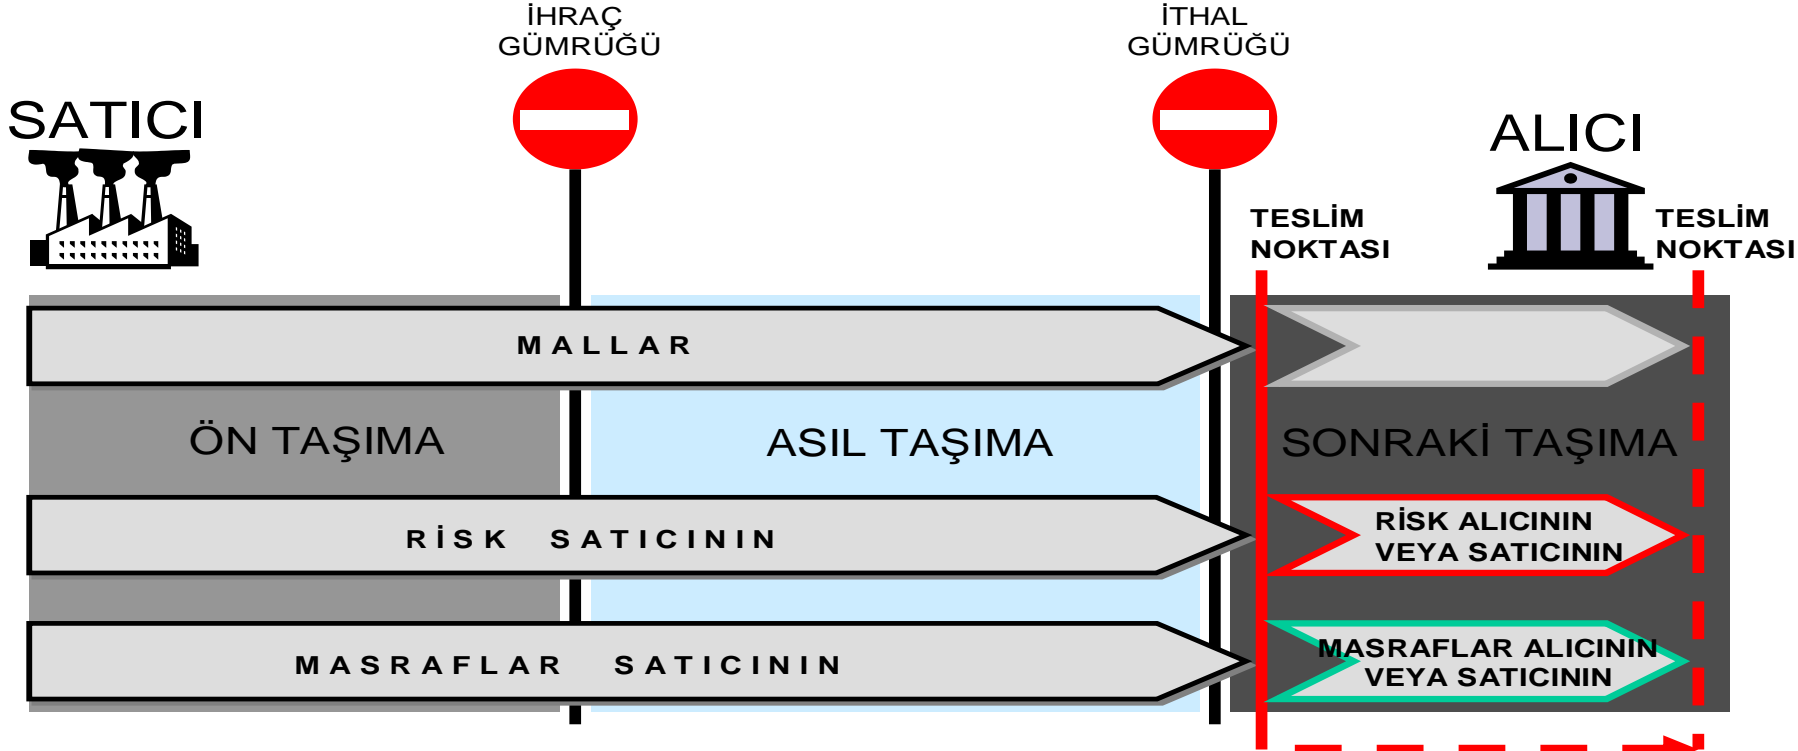 İHRAÇ
GÜMRÜĞÜ
İTHAL
GÜMRÜĞÜ
SATICI
ALICI
TESLİM
NOKTASI
TESLİM
NOKTASI
MALLAR
ÖN TAŞIMA
ASIL TAŞIMA
SONRAKİ TAŞIMA
RİSK SATICININ
RİSK ALICININ
VEYA SATICININ
MASRAFLAR SATICININ
MASRAFLAR ALICININ
VEYA SATICININ